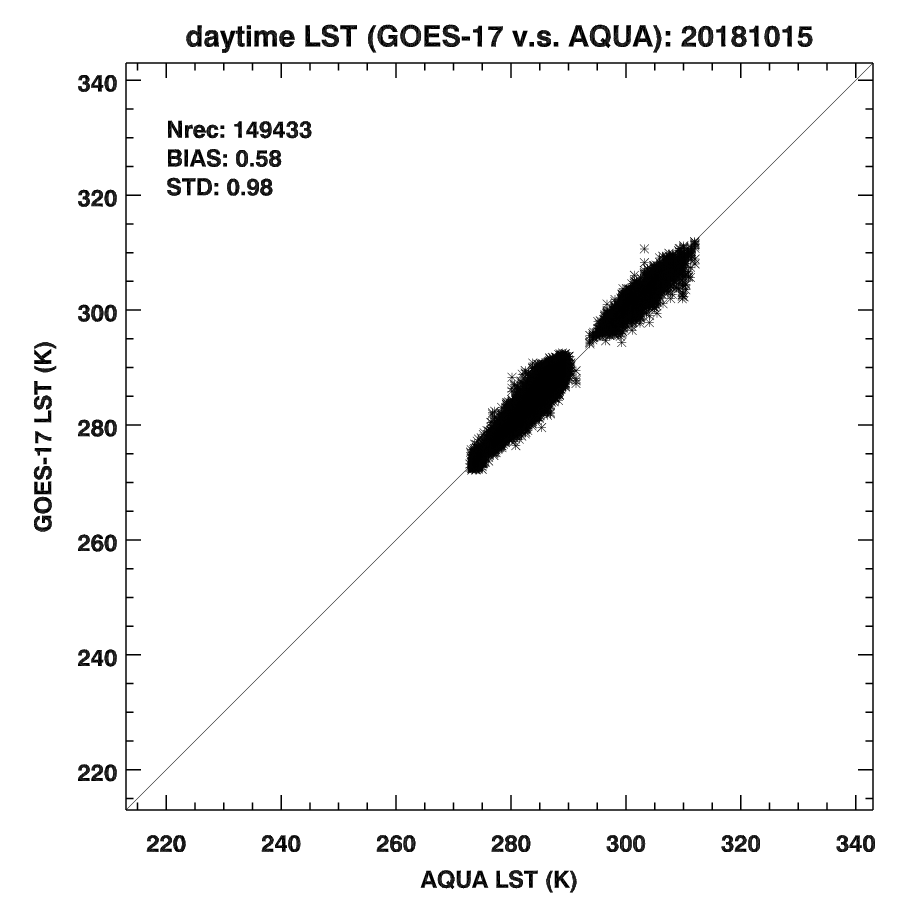 daytime LST (GOES-17 v.s. AQUA): 20181015
Nrec: 149433
BIAS: 0.58
STD: 0.98
340
320
300
280
260
240
220
GOES-17 LST (K)
220 240 260 280 300 320 340
AQUA LST (K)